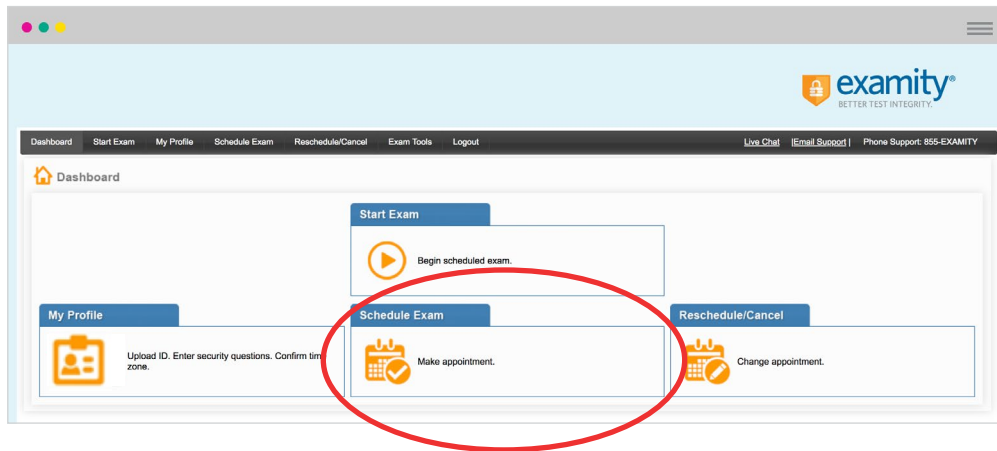 examity®
BETTER TEST INTEGRITY.
Dashboard Start Exam My Profile Schedule Exam Reschedule/Cancel Exam Tools Logout Live Chat |Email Support| Phone Support: 855-EXAMITY
Dashboard
Start Exam
Begin scheduled exam.
My Profile
Upload ID. Enter security questions. Confirm tim
zone.
Schedule Exam
Make appointment.
Reschedule/Cancel
Change appointment.